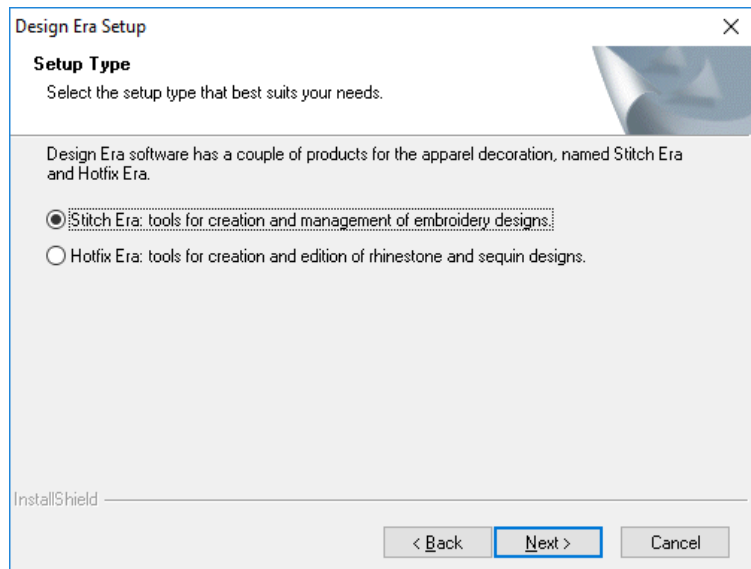 Design Era Setup
Setup Type
Select the setup type that best suits your needs.
Design Era software has a couple of products for the apparel decoration, named Stitch Era
and Hotfix Era.
Stitch Era: tools for creation and management of embroidery designs.
Hotfix Era: tools for creation and edition of rhinestone and sequin designs.
InstallShield
< Back Next > Cancel